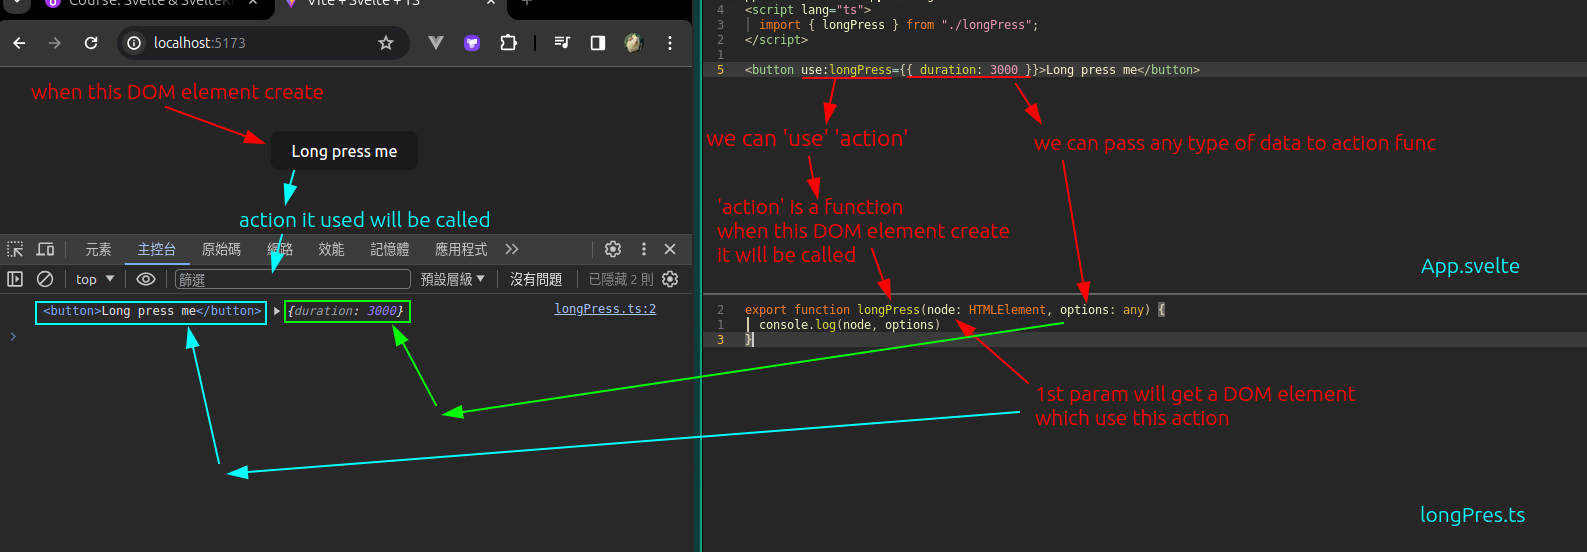 Course: Svelte & SvelteKi
Vite + Svelte + TS
localhost:5173
when this DOM element create
Long press me
action it used will be called
元素 主控台 原始碼 網路 效能 記憶體 應用程式
top 篩選 預設層級 沒有問題 已隱藏 2 則
<button>Long press me</button> {duration: 3000} longPress.ts:2
4 <script lang="ts">
3 import { longPress } from "./longPress";
2 </script>
1
5 <button use:longPress={{ duration: 3000 }}>Long press me</button>
we can 'use' 'action'
we can pass any type of data to action func
'action' is a function
when this DOM element create
it will be called
App.svelte
2 export function longPress(node: HTMLElement, options: any) {
1 console.log(node, options)
3 }
1st param will get a DOM element
which use this action
longPres.ts